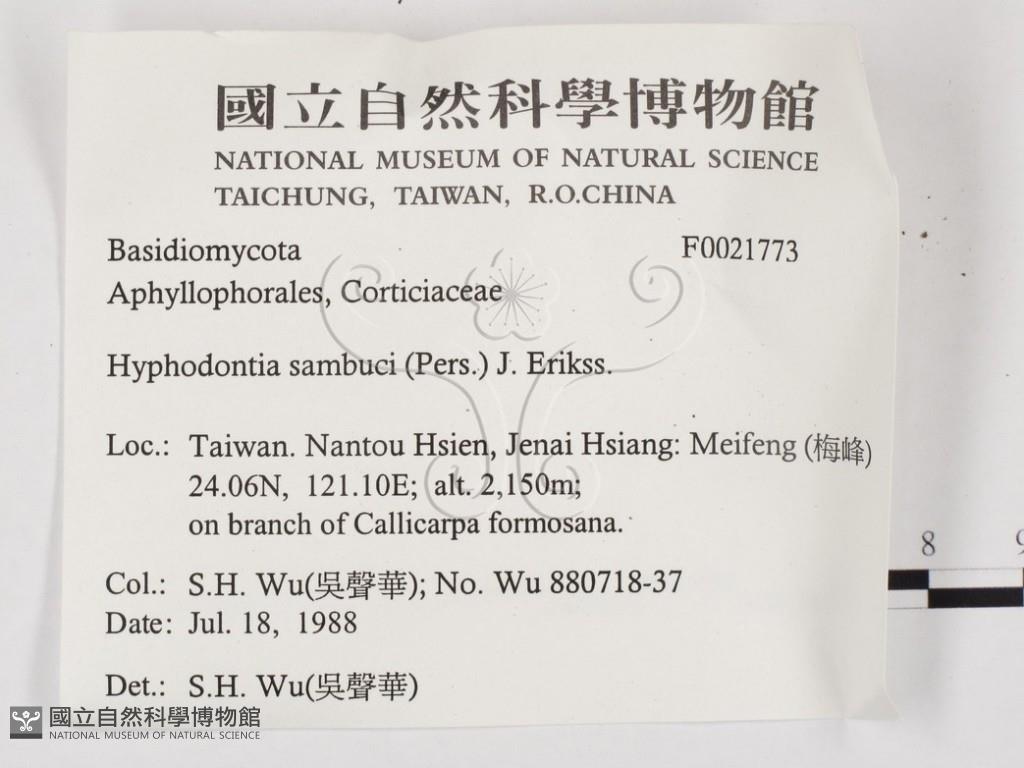 國立自然科學博物館
NATIONAL MUSEUM OF NATURAL SCIENCE
TAICHUNG, TAIWAN, R.O.CHINA
Basidiomycota F0021773
Aphyllophorales, Corticiaceae
Hyphodontia sambuci (Pers.) J. Erikss.
Loc.: Taiwan. Nantou Hsien, Jenai Hsiang: Meifeng (梅峰)
24.06N, 121.10E; alt. 2,150m;
on branch of Callicarpa formosana.
8 9
Col.: S.H. Wu(吳聲華); No. Wu 880718-37
Date: Jul. 18, 1988
Det.: S.H. Wu(吳聲華)
國立自然科學博物館
NATIONAL MUSEUM OF NATURAL SCIENCE